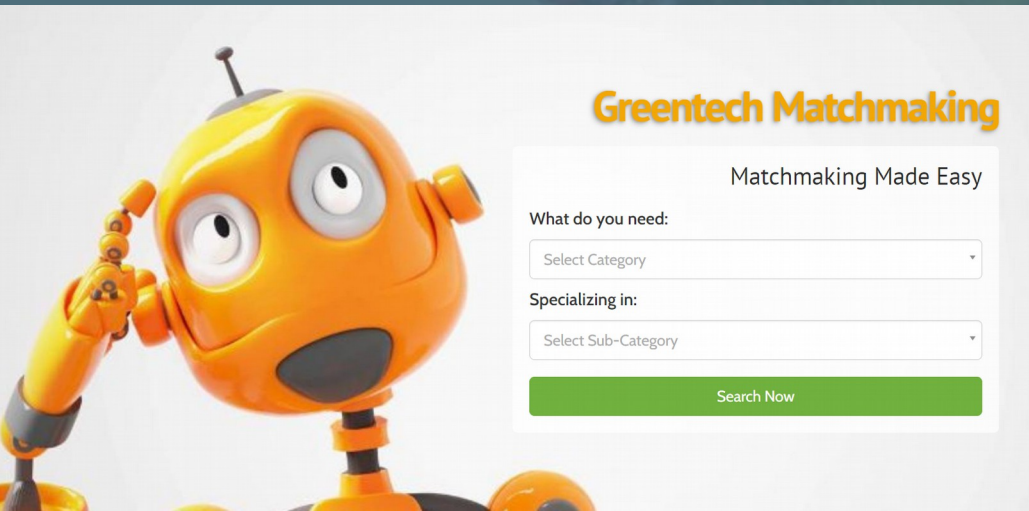 Greentech Matchmaking
Matchmaking Made Easy
What do you need:
Select Category
Specializing in:
Select Sub-Category
Search Now